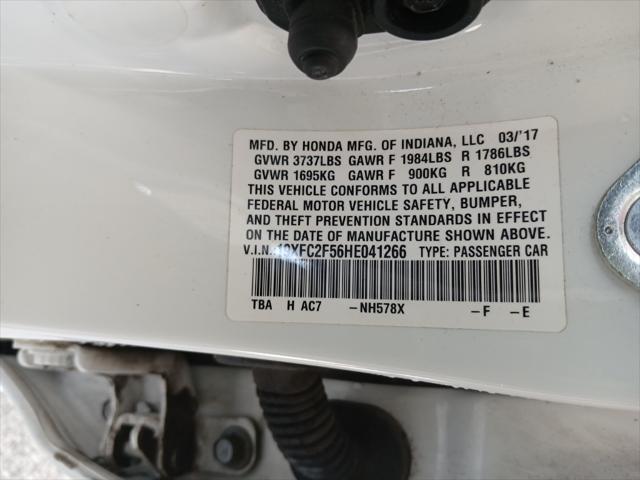 MFD. BY HONDA MFG. OF INDIANA, LLC 03/'17
GVWR 3737LBS GAWR F 1984LBS R 1786LBS
GVWR 1695KG GAWR F 900KG R 810KG
THIS VEHICLE CONFORMS TO ALL APPLICABLE
FEDERAL MOTOR VEHICLE SAFETY, BUMPER,
AND THEFT PREVENTION STANDARDS IN EFFECT
ON THE DATE OF MANUFACTURE SHOWN ABOVE.
V.I.N. 19XFC2F56HE041266 TYPE: PASSENGER CAR
TBA H AC7 -NH578X -F -E